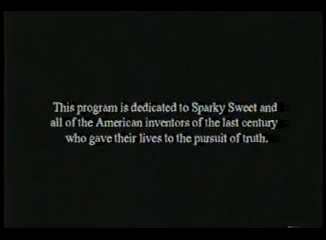 This program is dedicated to Sparky Sweet and
all of the American inventors of the last century
who gave their lives to the pursuit of truth.